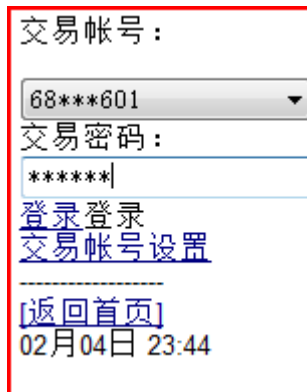 交易帐号：
68***601
交易密码：
******
登录登录
交易帐号设置
------------------
[返回首页]
02月04日 23:44